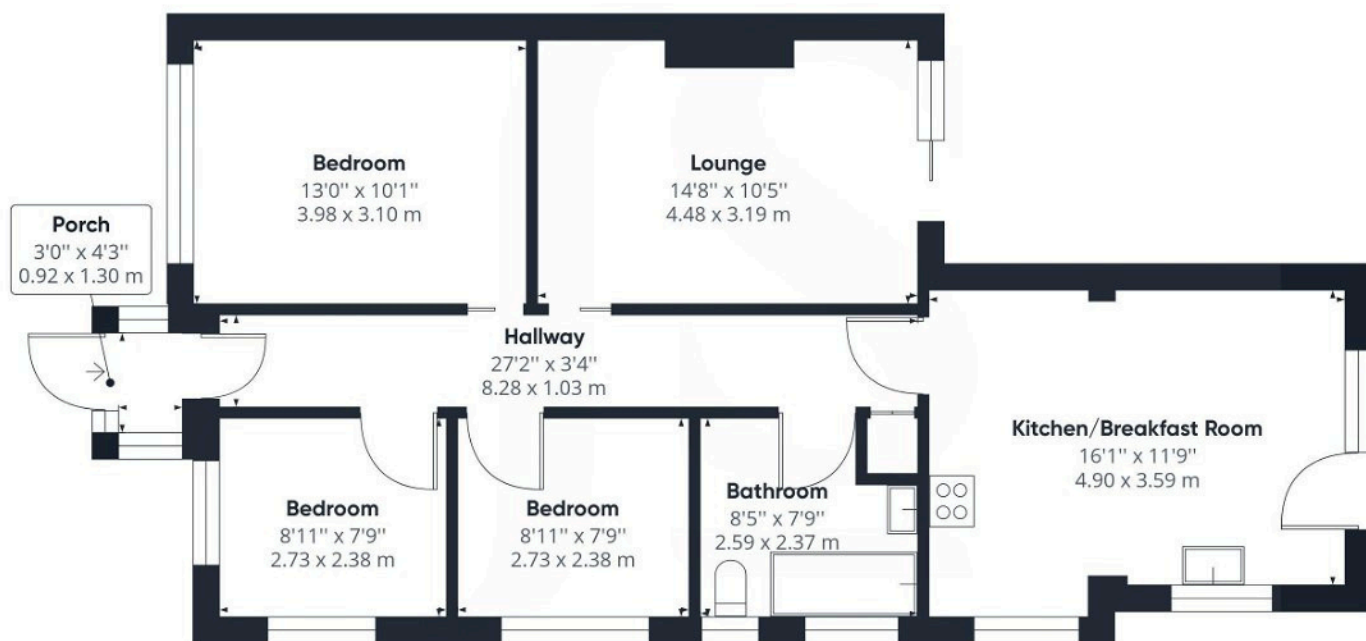 Bedroom
13'0'' x 10'1''
3.98 x 3.10 m
Lounge
14'8'' x 10'5''
4.48 x 3.19 m
Porch
3'0'' x 4'3''
0.92 x 1.30 m
Hallway
27'2'' x 3'4''
8.28 x 1.03 m
Kitchen/Breakfast Room
16'1'' x 11'9''
4.90 x 3.59 m
Bedroom
8'11'' x 7'9''
2.73 x 2.38 m
Bedroom
8'11'' x 7'9''
2.73 x 2.38 m
Bathroom
8'5'' x 7'9''
2.59 x 2.37 m